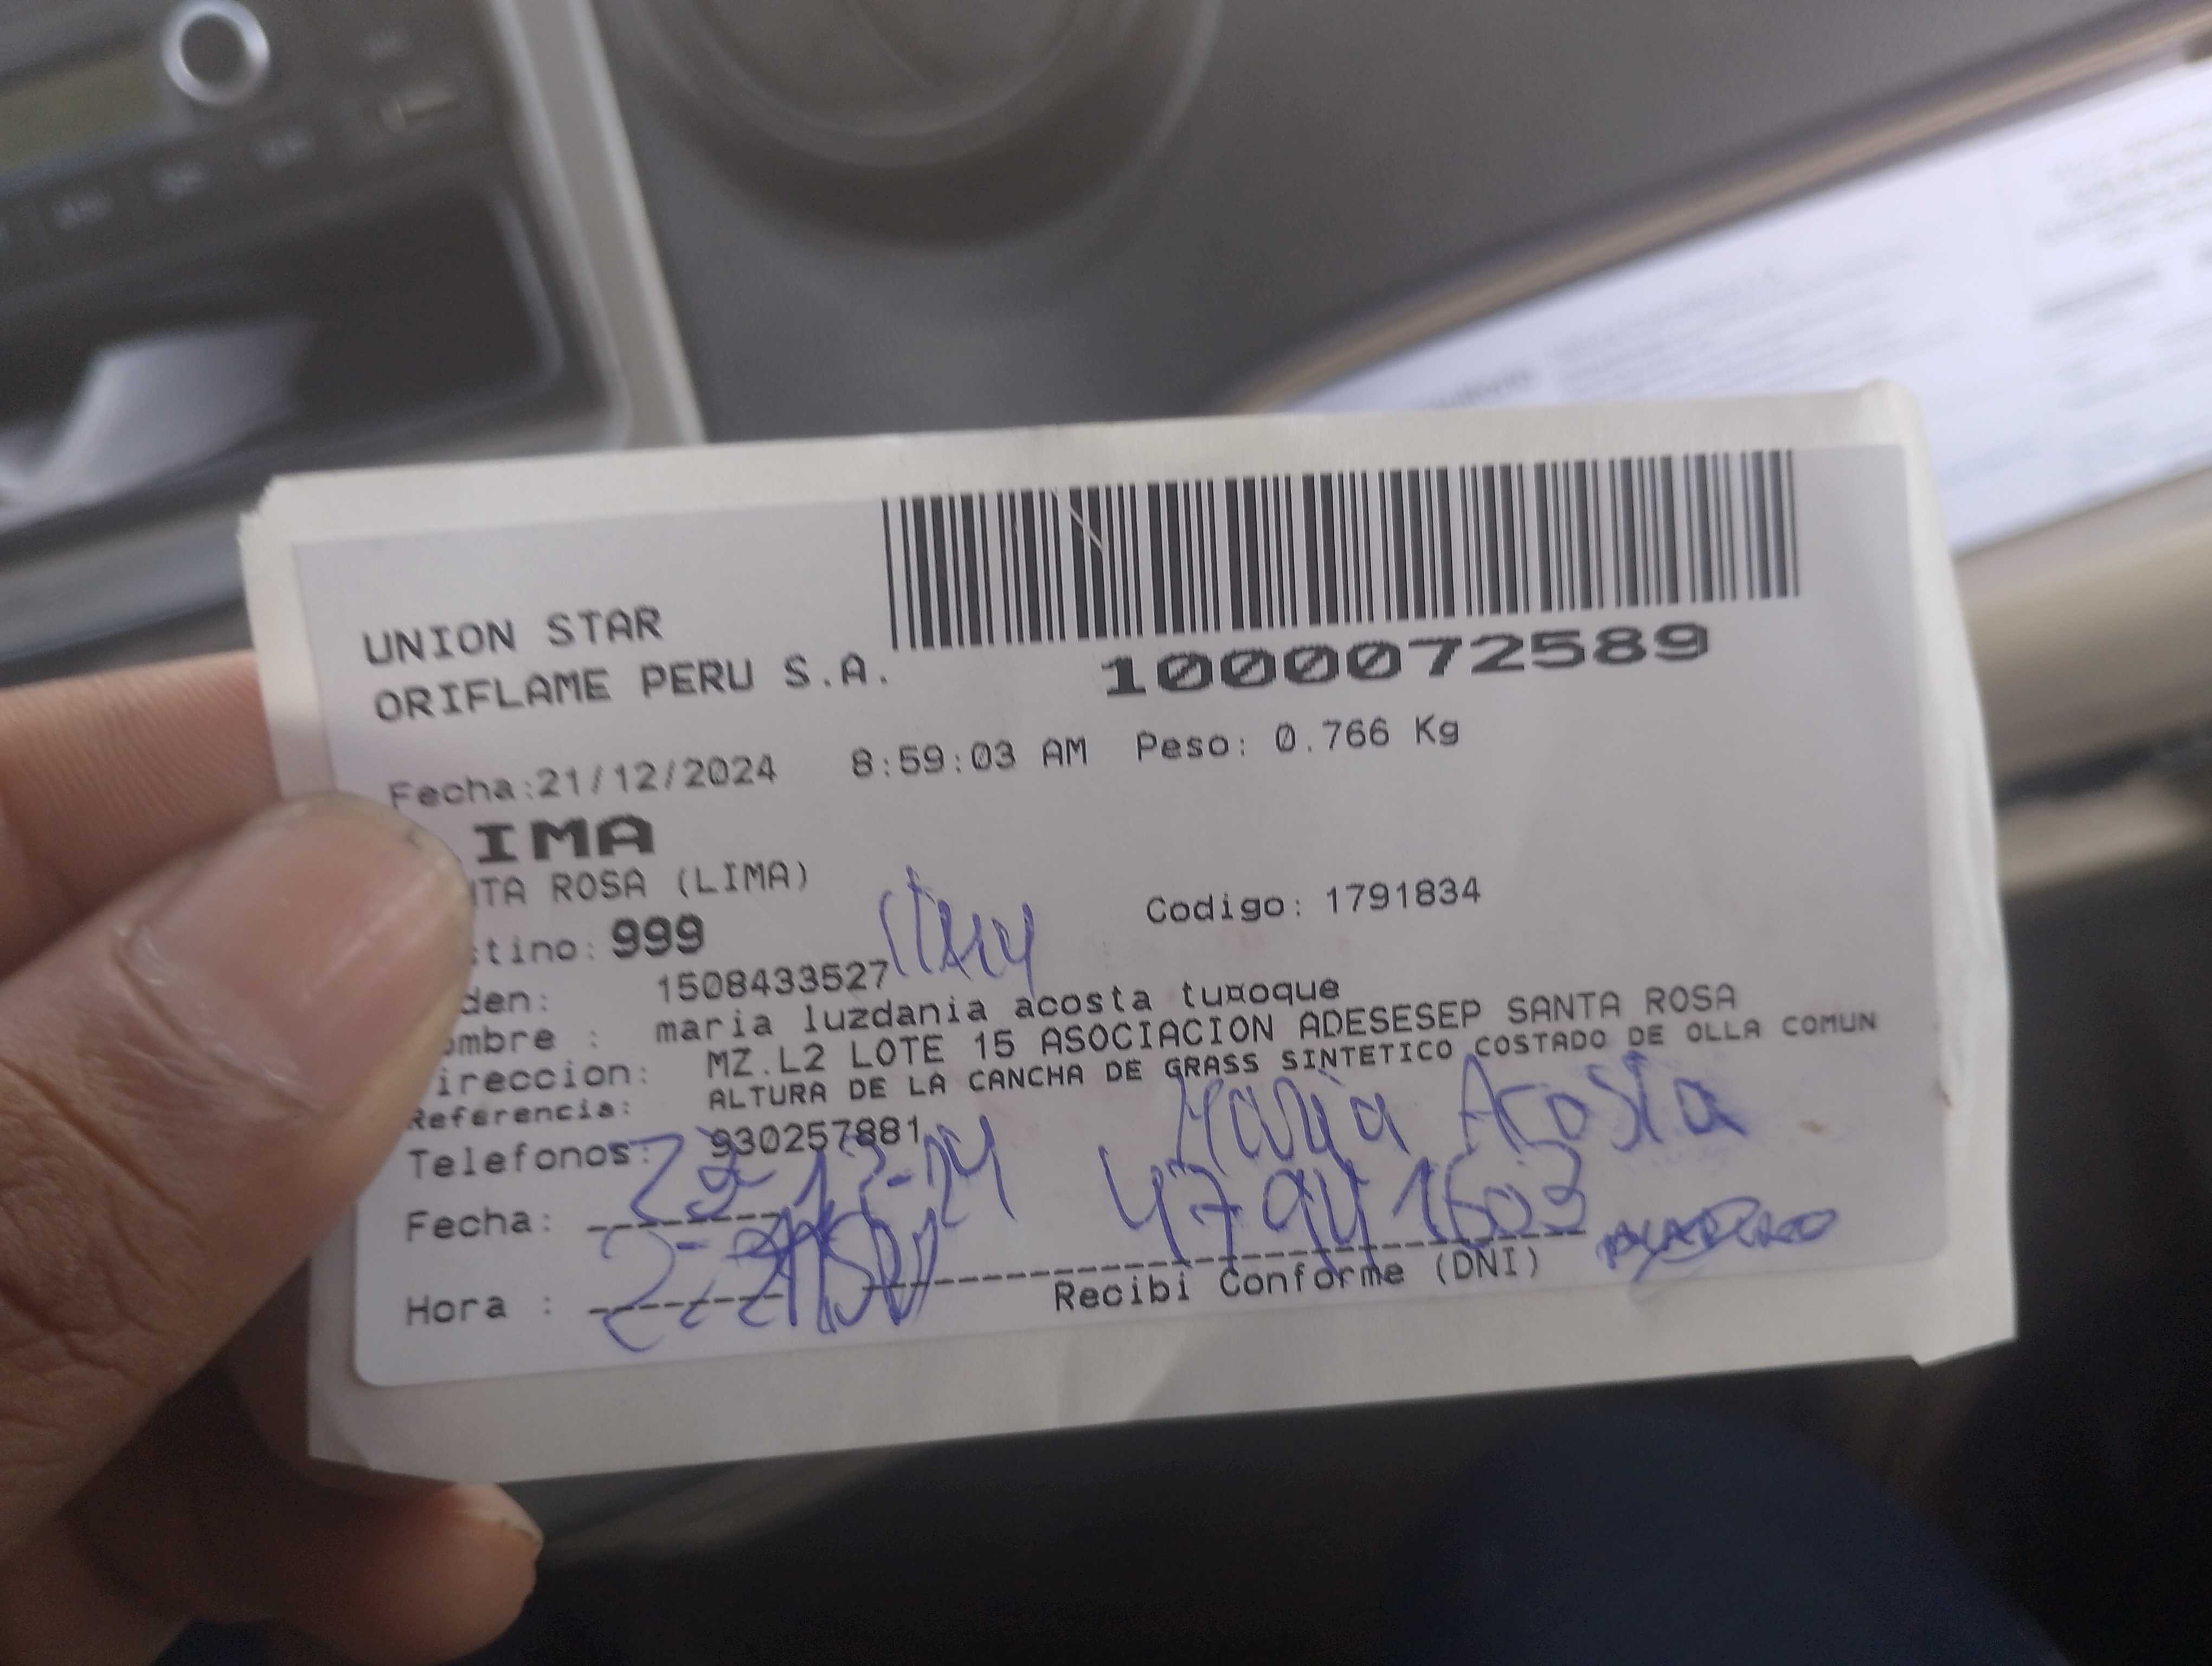 UNION STAR
ORIFLAME PERU S.A.
1000072589
Fecha:21/12/2024 8:59:03 AM Peso: 0.766 Kg
IMA
TA ROSA (LIMA)
Codigo: 1791834
tino: 999
den: 1508433527
ombre : maria luzdania acosta tu¤oque
ireccion: MZ.L2 LOTE 15 ASOCIACION ADESESEP SANTA ROSA
Referencia: ALTURA DE LA CANCHA DE GRASS SINTETICO COSTADO DE OLLA COMUN
Telefonos: 930257881
Maria Acosta
Fecha:
47941603
Hora :
Recibi Conforme (DNI)